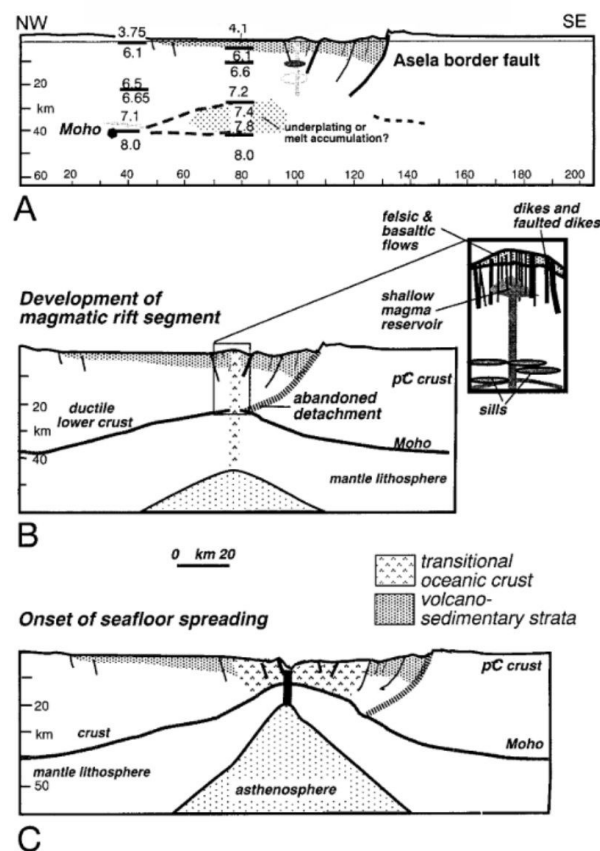 NW
SE
3.75
4.1
6.1
6.1
6.6
Asela border fault
20
6.5
6.65
7.2
km
7.1
7.4
40
Moho
7.8
underplating or
melt accumulation?
8.0
8.0
60
0 20 40 60 80 100 120 140 160 180 200
A
felsic &
basaltic
flows
dikes and
faulted dikes
shallow
magma
reservoir
sills
Development of
magmatic rift segment
pЄ crust
20
ductile
lower crust
abandoned
detachment
km
40
Moho
mantle lithosphere
B
0 km 20
transitional
oceanic crust
volcano-
sedimentary strata
Onset of seafloor spreading
pЄ crust
20
km
crust
Moho
mantle lithosphere
50
asthenosphere
C